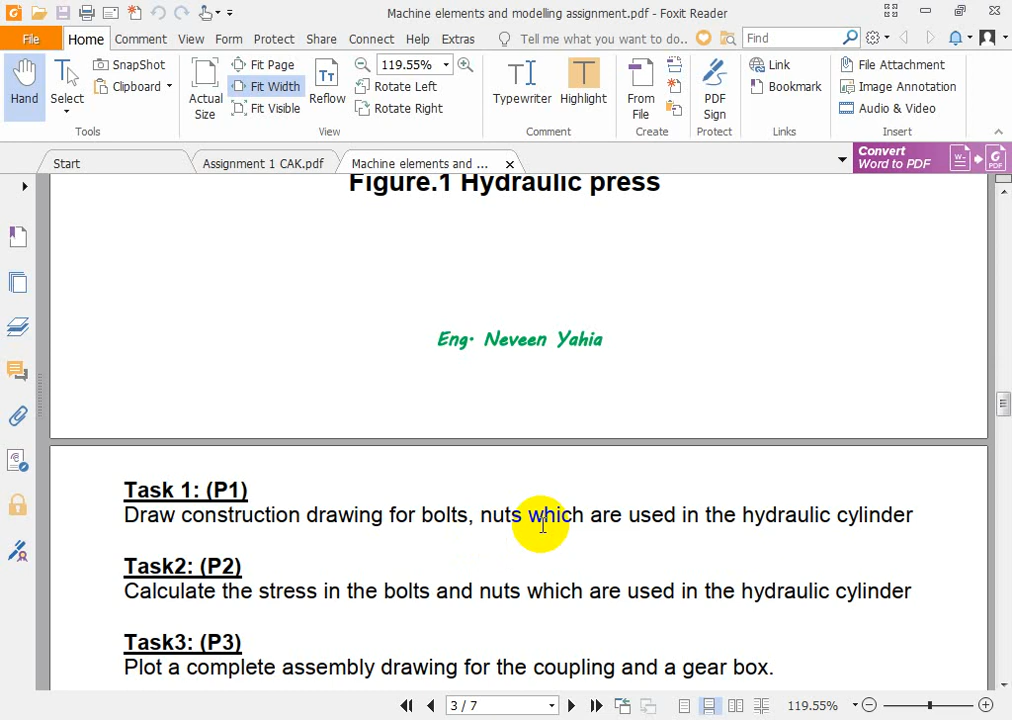 Machine elements and modelling assignment.pdf - Foxit Reader
File Home Comment View Form Protect Share Connect Help Extras Tell me what you want to do.. Find
Hand
Select
SnapShot
Clipboard
Tools
Actual Size
Fit Page
Fit Width
Fit Visible
Reflow
119.55%
Rotate Left
Rotate Right
View
Typewriter
Highlight
Comment
From File
Create
PDF Sign
Protect
Link
Bookmark
Links
File Attachment
Image Annotation
Audio & Video
Insert
Start
Assignment 1 CAK.pdf
Machine elements and ...
Convert
Word to PDF
Figure.1 Hydraulic press
Eng. Neveen Yahia
Task 1: (P1)
Draw construction drawing for bolts, nuts which are used in the hydraulic cylinder
Task2: (P2)
Calculate the stress in the bolts and nuts which are used in the hydraulic cylinder
Task3: (P3)
Plot a complete assembly drawing for the coupling and a gear box.
3 / 7
119.55%